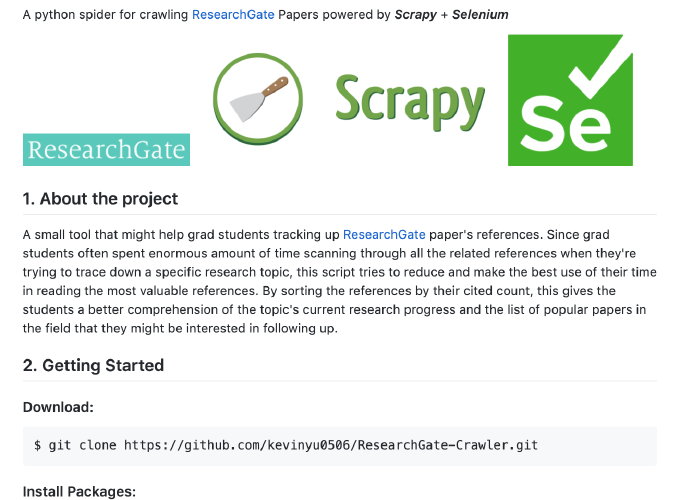 A python spider for crawling ResearchGate Papers powered by Scrapy + Selenium
ResearchGate
Scrapy
Se
1. About the project
A small tool that might help grad students tracking up ResearchGate paper's references. Since grad
students often spent enormous amount of time scanning through all the related references when they're
trying to trace down a specific research topic, this script tries to reduce and make the best use of their time
in reading the most valuable references. By sorting the references by their cited count, this gives the
students a better comprehension of the topic's current research progress and the list of popular papers in
the field that they might be interested in following up.
2. Getting Started
Download:
$ git clone https://github.com/kevinyu0506/ResearchGate-Crawler.git
Install Packages: